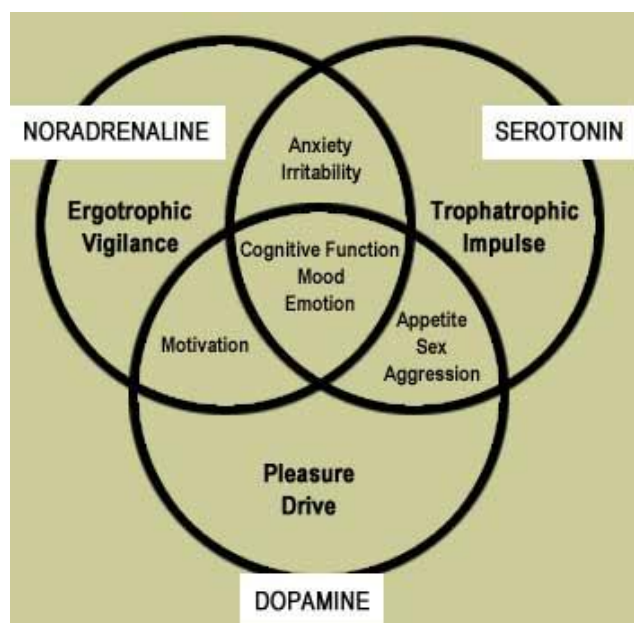 NORADRENALINE
SEROTONIN
Anxiety
Irritability
Ergotrophic
Vigilance
Trophatrophic
Impulse
Cognitive Function
Mood
Emotion
Motivation
Appetite
Sex
Aggression
Pleasure
Drive
DOPAMINE